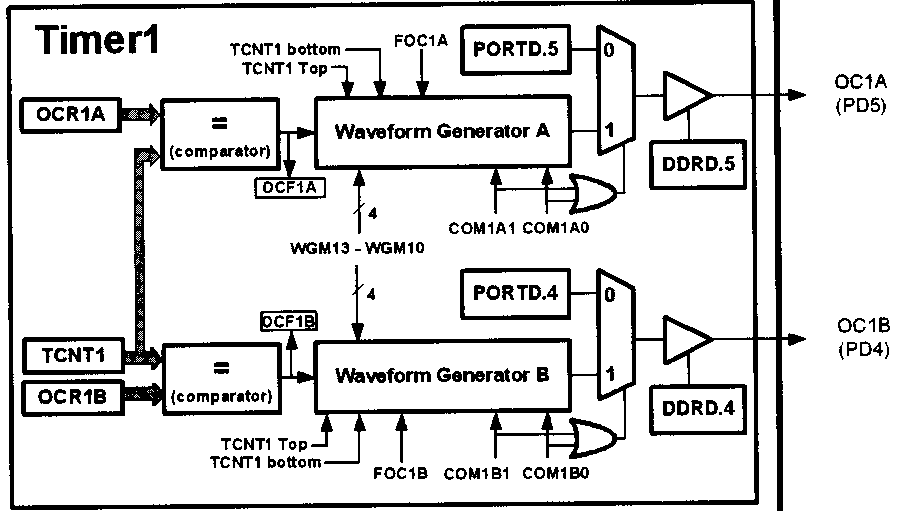 Timer1
TCNT1 bottom
TCNT1 Top
FOC1A
PORTD.5
0
1
OC1A
(PD5)
OCR1A
=
(comparator)
Waveform Generator A
DDRD.5
OCF1A
4
COM1A1
COM1A0
WGM13 - WGM10
4
PORTD.4
0
1
OC1B
(PD4)
OCF1B
TCNT1
OCR1B
=
(comparator)
Waveform Generator B
DDRD.4
TCNT1 Top
TCNT1 bottom
FOC1B
COM1B1
COM1B0